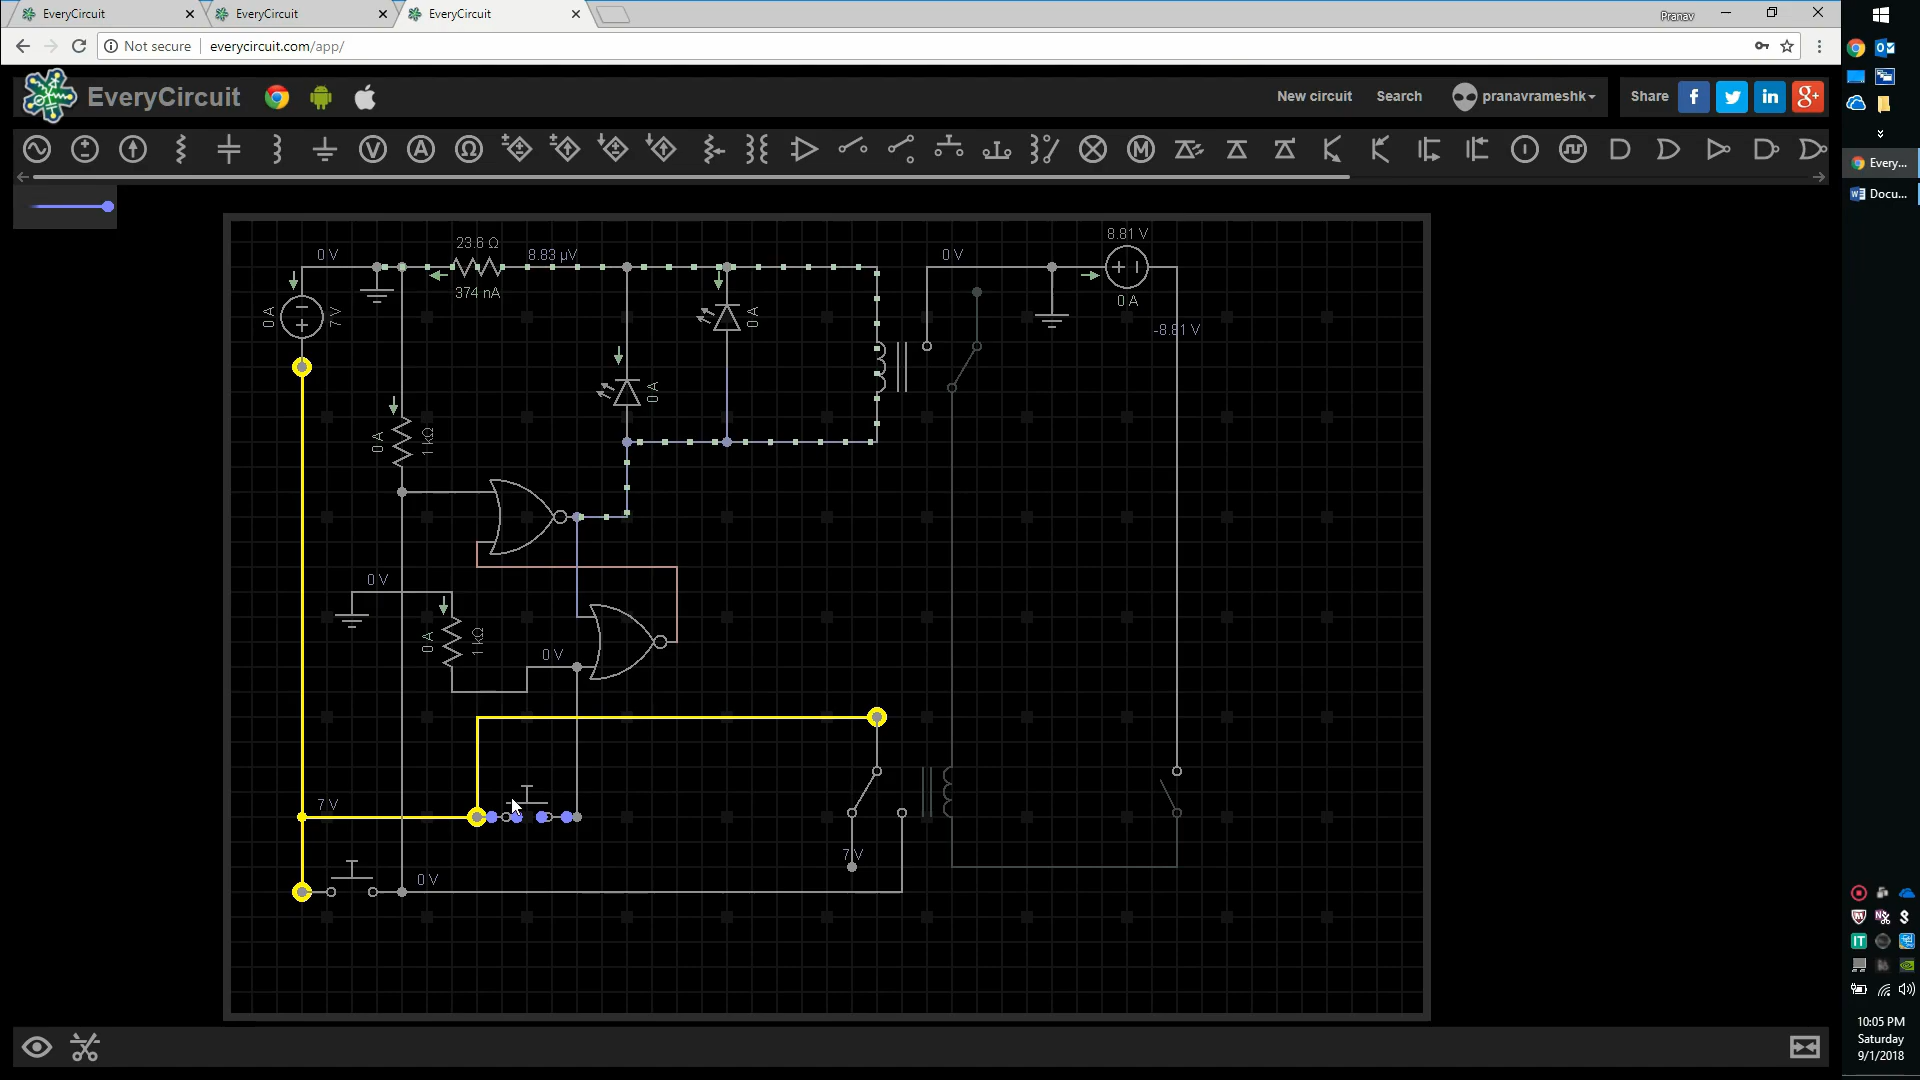 EveryCircuit
EveryCircuit
EveryCircuit
Pranav
Not secure
everycircuit.com/app/
EveryCircuit
New circuit
Search
pranavrameshk
Share
Every...
Docu...
0 V
23.6 Ω
8.83 μV
374 nA
0 A
7 V
0 A
0 A
0 V
8.81 V
0 A
-8.81 V
0 A
1 kΩ
0 V
0 A
1 kΩ
0 V
7 V
7 V
0 V
10:05 PM
Saturday
9/1/2018